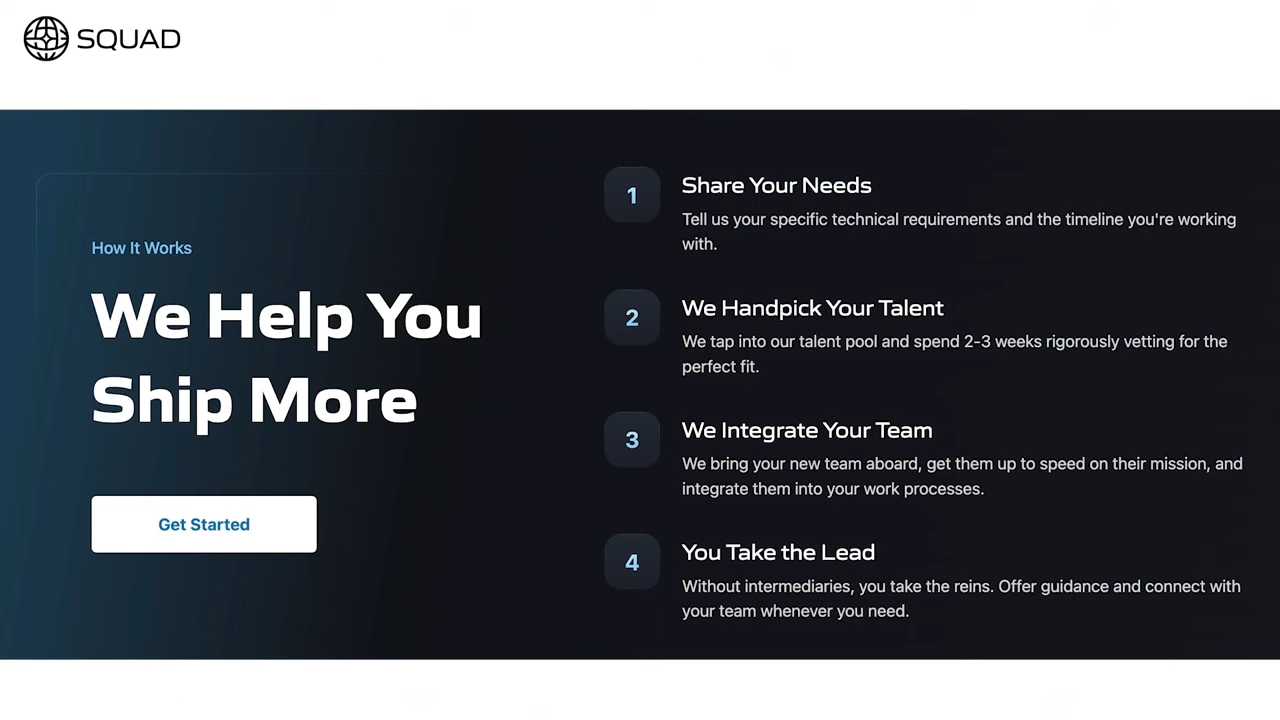 SQUAD
How It Works
We Help You
Ship More
Get Started
1
Share Your Needs
Tell us your specific technical requirements and the timeline you're working
with.
2
We Handpick Your Talent
We tap into our talent pool and spend 2-3 weeks rigorously vetting for the
perfect fit.
3
We Integrate Your Team
We bring your new team aboard, get them up to speed on their mission, and
integrate them into your work processes.
4
You Take the Lead
Without intermediaries, you take the reins. Offer guidance and connect with
your team whenever you need.